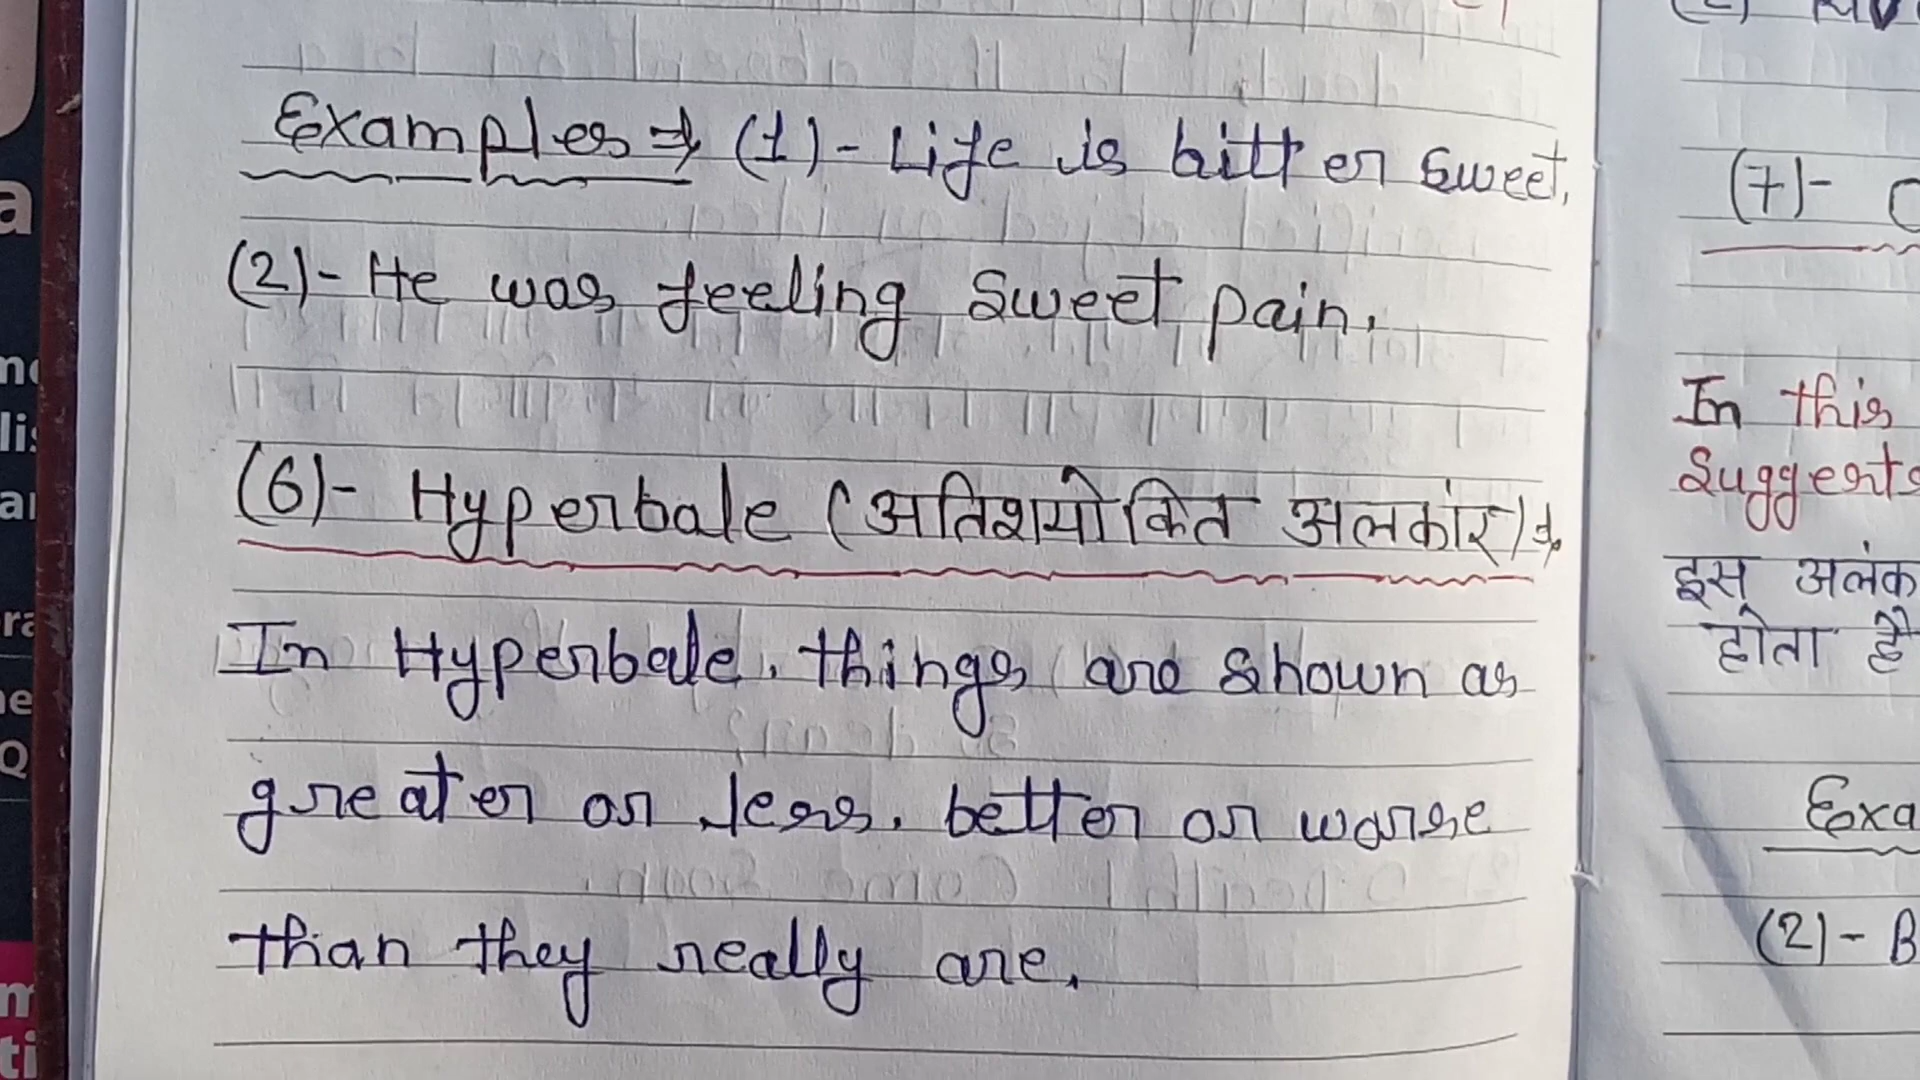 Examples ⇒ (1)- Life is bitter sweet.
(2)- He was feeling sweet pain.
(6)- Hyperbale (अतिशयोकित अलकांर)⇒
In Hyperbale, things are shown as
greater or less, better or worse
than they really are.
(7)-
In this
Suggests
इस अलंक
होता है
Exa
(2)- B